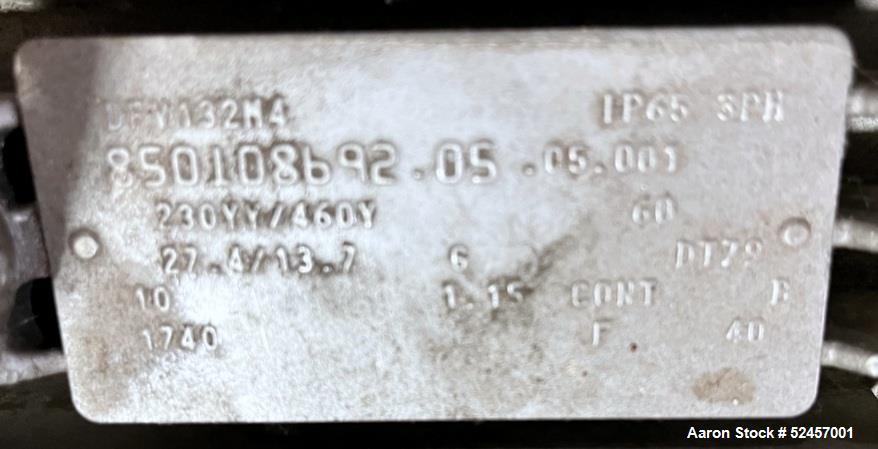 DFV132M4 IP65 3PH
850108692.05 .05.001
230YY/460Y 60
27.4/13.7 G DT79
10 1.15 CONT B
1740 F 40
Aaron Stock # 52457001